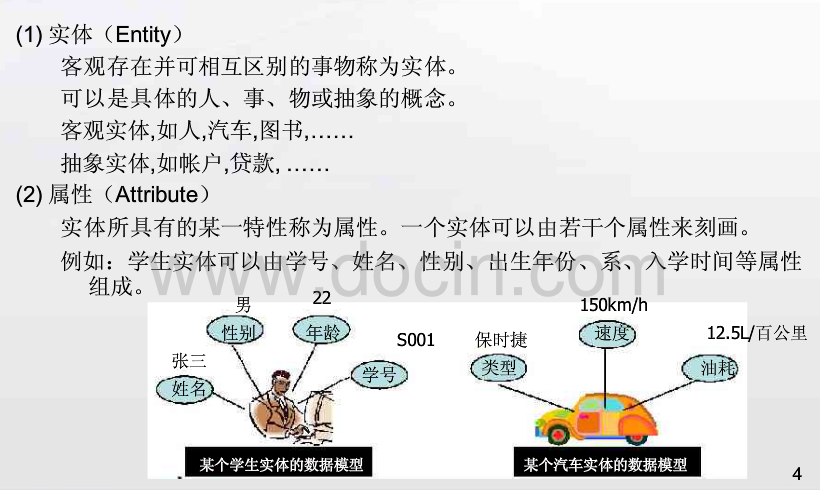 (1) 实体（Entity）
客观存在并可相互区别的事物称为实体。
可以是具体的人、事、物或抽象的概念。
客观实体,如人,汽车,图书,……
抽象实体,如帐户,贷款, ……
(2) 属性（Attribute）
实体所具有的某一特性称为属性。一个实体可以由若干个属性来刻画。
例如：学生实体可以由学号、姓名、性别、出生年份、系、入学时间等属性
组成。
www.docin.com
男
22
性别
年龄
S001
张三
姓名
学号
某个学生实体的数据模型
150km/h
速度
保时捷
12.5L/百公里
类型
油耗
某个汽车实体的数据模型
4